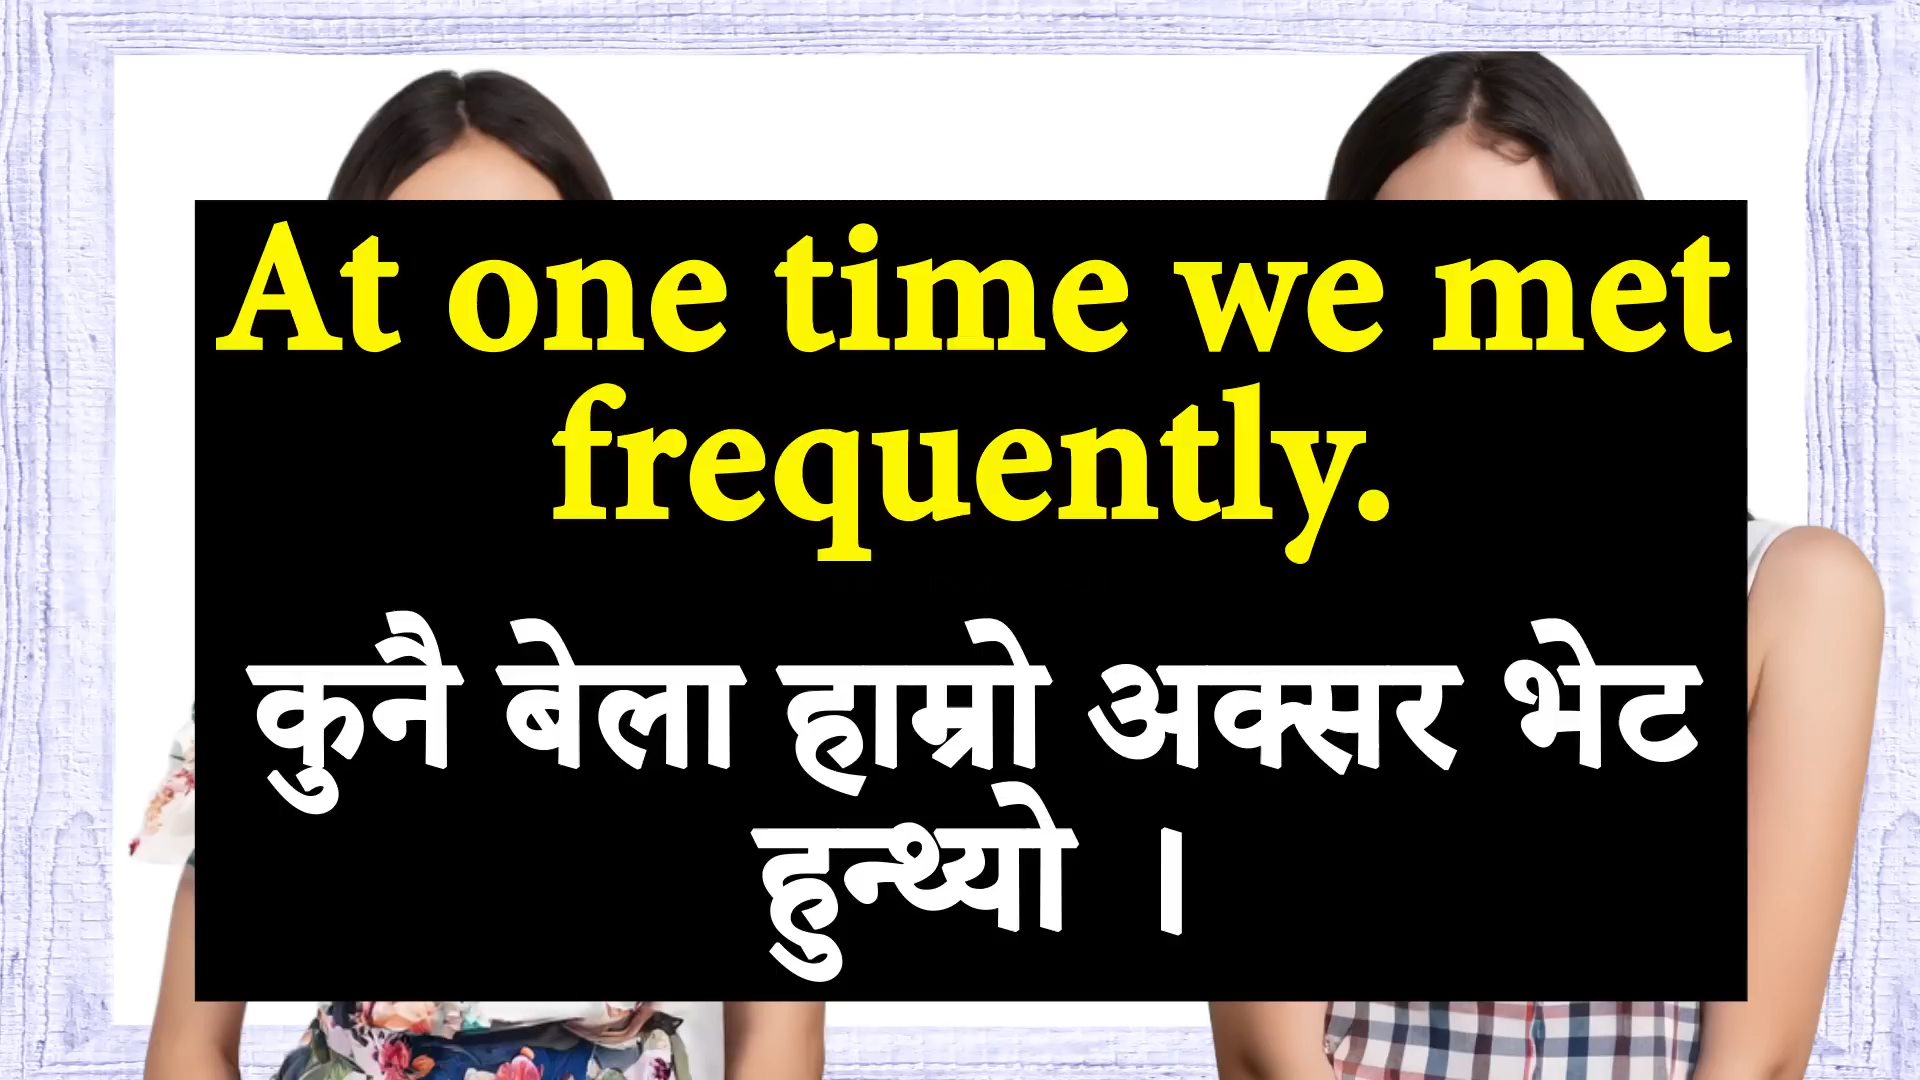 At one time we met
frequently.
कुनै बेला हाम्रो अक्सर भेट
हुन्थ्यो ।